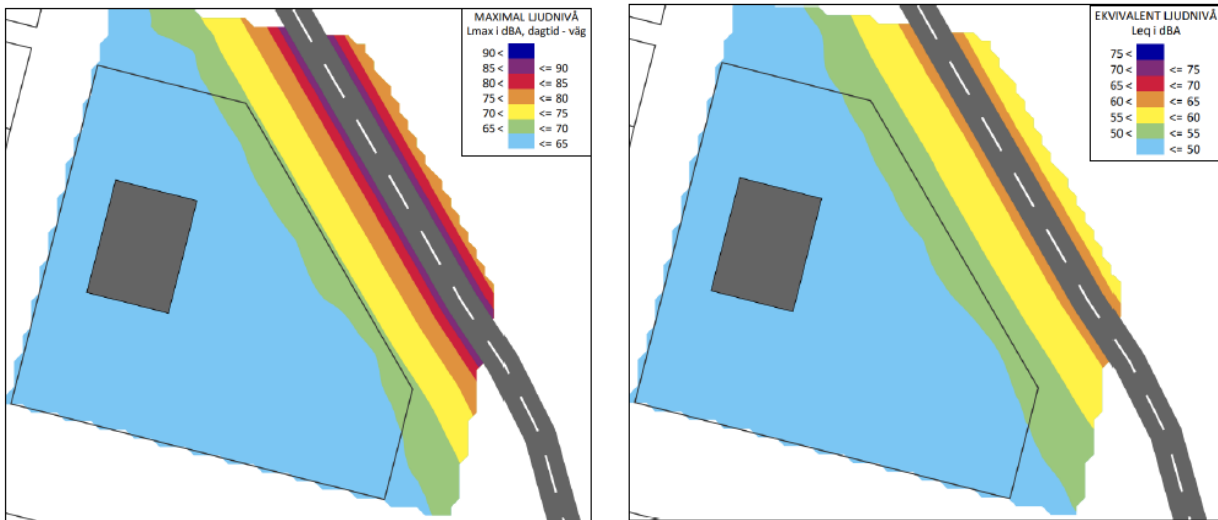 MAXIMAL LJUDNIVÅ
Lmax i dBA, dagtid - väg
90 <
85 < <= 90
80 < <= 85
75 < <= 80
70 < <= 75
65 < <= 70
<= 65
EKVIVALENT LJUDNIVÅ
Leq i dBA
75 <
70 < <= 75
65 < <= 70
60 < <= 65
55 < <= 60
50 < <= 55
<= 50